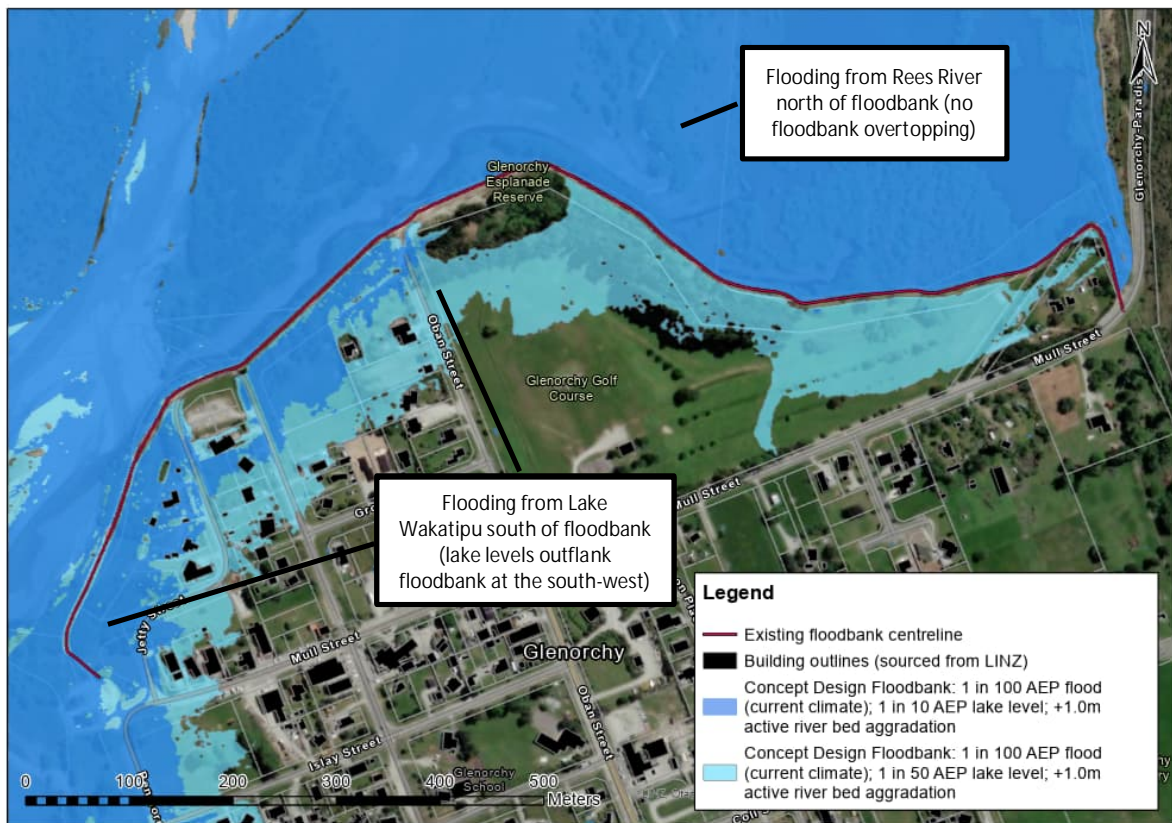 Flooding from Rees River
north of floodbank (no
floodbank overtopping)
Glenorchy-Paradis
N
Glenorchy
Esplanade
Reserve
Oban Street
Mull Street
Glenorchy Golf
Course
Flooding from Lake
Wakatipu south of floodbank
(lake levels outflank
floodbank at the south-west)
Mull Street
Jetty Street
Mull Street
Glenorchy
Oban Street
Islay Street
Glenorchy
School
0 100 200 300 400 500
Meters
Legend
Existing floodbank centreline
Building outlines (sourced from LINZ)
Concept Design Floodbank: 1 in 100 AEP flood
(current climate); 1 in 10 AEP lake level; +1.0m
active river bed aggradation
Concept Design Floodbank: 1 in 100 AEP flood
(current climate); 1 in 50 AEP lake level; +1.0m
active river bed aggradation